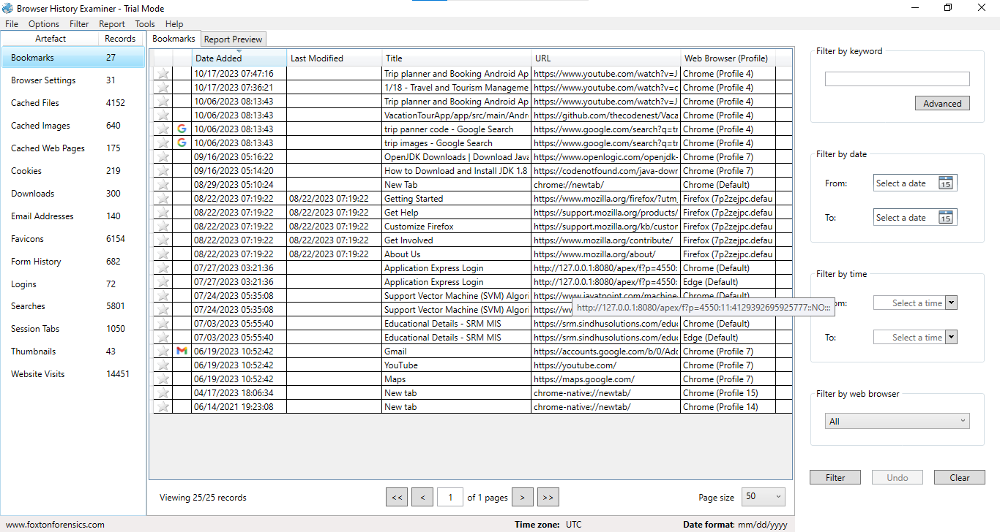 Browser History Examiner - Trial Mode
File Options Filter Report Tools Help
Artefact Records
Bookmarks 27
Browser Settings 31
Cached Files 4152
Cached Images 640
Cached Web Pages 175
Cookies 219
Downloads 300
Email Addresses 140
Favicons 6154
Form History 682
Logins 72
Searches 5801
Session Tabs 1050
Thumbnails 43
Website Visits 14451
Bookmarks Report Preview
Date Added Last Modified Title URL Web Browser (Profile)
10/17/2023 07:47:16 Trip planner and Booking Android Ap https://www.youtube.com/watch?v=J Chrome (Profile 4)
10/17/2023 07:36:21 1/18 - Travel and Tourism Manageme https://www.youtube.com/watch?v=c Chrome (Profile 4)
10/06/2023 08:13:43 Trip planner and Booking Android Ap https://www.youtube.com/watch?v=J Chrome (Profile 4)
10/06/2023 08:13:43 VacationTourApp/app/src/main/Andr https://github.com/thecodenest/Vaca Chrome (Profile 4)
10/06/2023 08:13:43 trip panner code - Google Search https://www.google.com/search?q=tr Chrome (Profile 4)
10/06/2023 08:13:43 trip images - Google Search https://www.google.com/search?q=tr Chrome (Profile 4)
09/16/2023 05:16:22 OpenJDK Downloads | Download Java https://www.openlogic.com/openjdk- Chrome (Profile 7)
09/16/2023 05:14:20 How to Download and Install JDK 1.8 https://codenotfound.com/java-dowr Chrome (Profile 7)
08/29/2023 05:10:24 New Tab chrome://newtab/ Chrome (Default)
08/22/2023 07:19:22 08/22/2023 07:19:22 Getting Started https://www.mozilla.org/firefox/?utm_ Firefox (7p2zejpc.defau
08/22/2023 07:19:22 08/22/2023 07:19:22 Get Help https://support.mozilla.org/products/ Firefox (7p2zejpc.defau
08/22/2023 07:19:22 08/22/2023 07:19:22 Customize Firefox https://support.mozilla.org/kb/custor Firefox (7p2zejpc.defau
08/22/2023 07:19:22 08/22/2023 07:19:22 Get Involved https://www.mozilla.org/contribute/ Firefox (7p2zejpc.defau
08/22/2023 07:19:22 08/22/2023 07:19:22 About Us https://www.mozilla.org/about/ Firefox (7p2zejpc.defau
07/27/2023 03:21:36 Application Express Login http://127.0.0.1:8080/apex/f?p=4550: Chrome (Default)
07/27/2023 03:21:36 Application Express Login http://127.0.0.1:8080/apex/f?p=4550: Edge (Default)
07/24/2023 05:35:08 Support Vector Machine (SVM) Algori https://www.javatpoint.com/machine- Chrome (Default)
07/24/2023 05:35:08 Support Vector Machine (SVM) Algori https://ww
http://127.0.0.1:8080/apex/f?p=4550:11:4129392695925777::NO:::
07/03/2023 05:55:40 Educational Details - SRM MIS https://srm.sindhusolutions.com/educ Chrome (Default)
07/03/2023 05:55:40 Educational Details - SRM MIS https://srm.sindhusolutions.com/educ Edge (Default)
06/19/2023 10:52:42 Gmail https://accounts.google.com/b/0/Adc Chrome (Profile 7)
06/19/2023 10:52:42 YouTube https://youtube.com/ Chrome (Profile 7)
06/19/2023 10:52:42 Maps https://maps.google.com/ Chrome (Profile 7)
04/17/2023 18:06:34 New tab chrome-native://newtab/ Chrome (Profile 15)
06/14/2021 19:23:08 New tab chrome-native://newtab/ Chrome (Profile 14)
Viewing 25/25 records << < 1 of 1 pages > >> Page size 50
Filter by keyword
Advanced
Filter by date
From: Select a date 15
To: Select a date 15
Filter by time
om: Select a time
To: Select a time
Filter by web browser
All
Filter Undo Clear
www.foxtonforensics.com Time zone: UTC Date format: mm/dd/yyyy